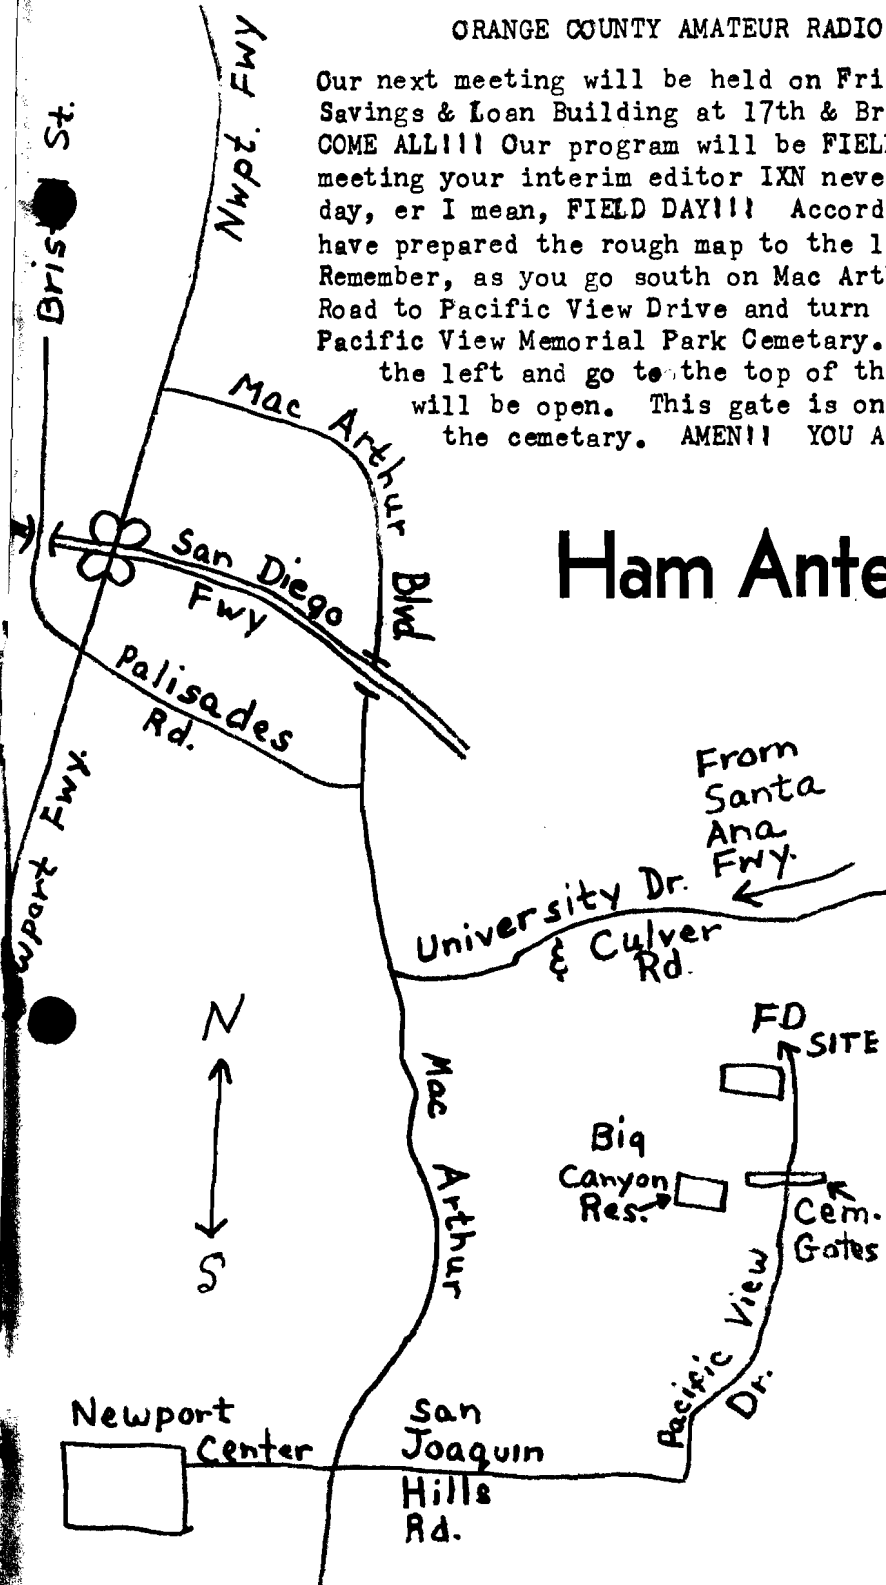 ORANGE COUNTY AMATEUR RADIO
Our next meeting will be held on Fri
Savings & Loan Building at 17th & Br
COME ALL!!! Our program will be FIEL
meeting your interim editor IXN neve
day, er I mean, FIELD DAY!!! Accord
have prepared the rough map to the l
Remember, as you go south on Mac Art
Road to Pacific View Drive and turn
Pacific View Memorial Park Cemetary.
the left and go to the top of th
will be open. This gate is on
the cemetary. AMEN!! YOU A
Nwpt. Fwy
Bris St.
Mac Arthur Blvd
Ham Ante
San Diego
Fwy
Palisades
Rd.
From
Santa
Ana
Fwy.
wport Fwy.
University Dr.
& Culver
Rd.
N
S
FD
SITE
Mac Arthur
Big
Canyon
Res.
Cem.
Gates
Pacific View
Dr.
Newport
Center
San
Joaquin
Hills
Rd.